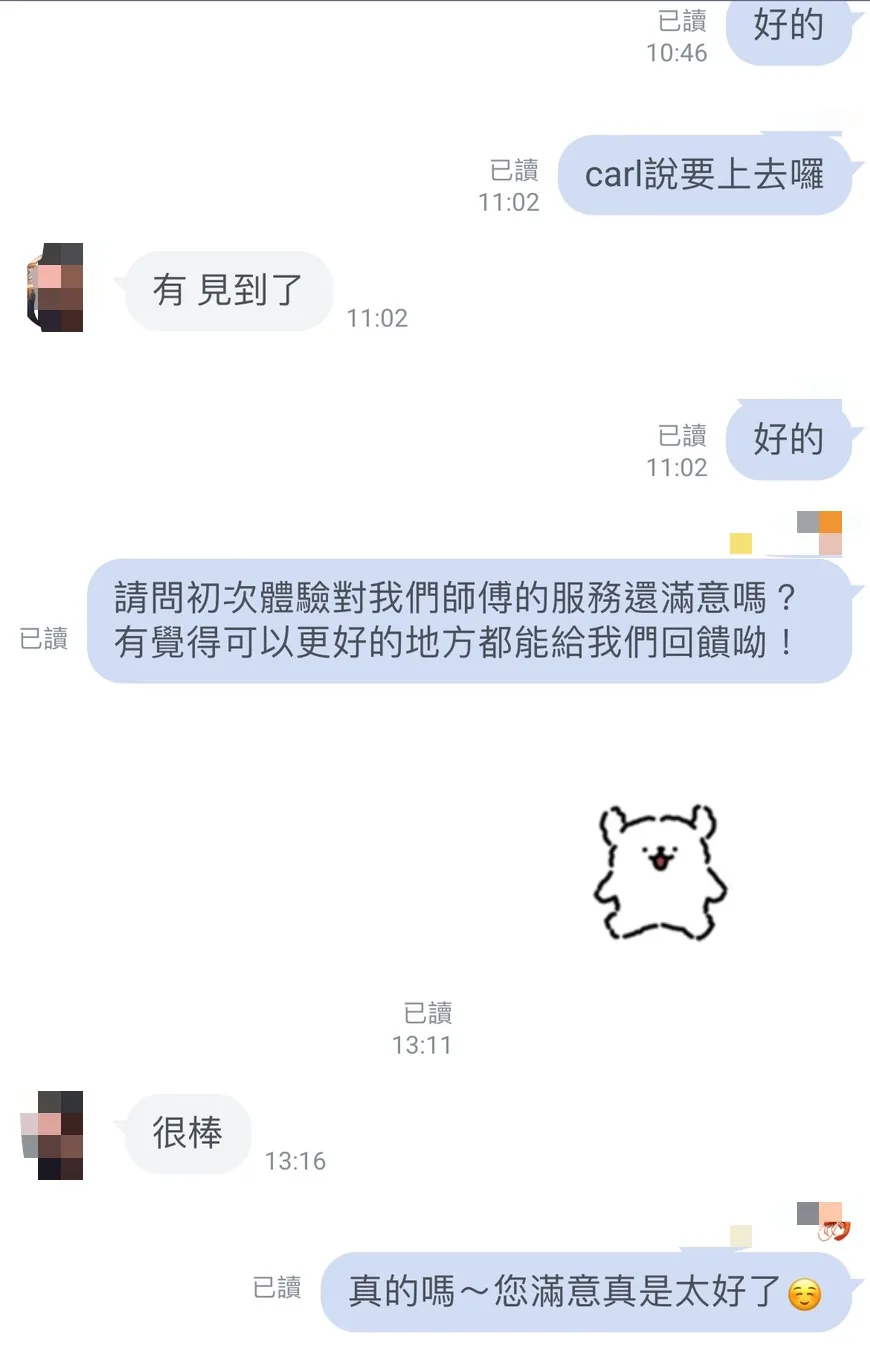 好的
已讀
10:46
carl說要上去囉
已讀
11:02
有 見到了
11:02
好的
已讀
11:02
請問初次體驗對我們師傅的服務還滿意嗎？
有覺得可以更好的地方都能給我們回饋呦！
已讀
已讀
13:11
很棒
13:16
真的嗎～您滿意真是太好了☺️
已讀